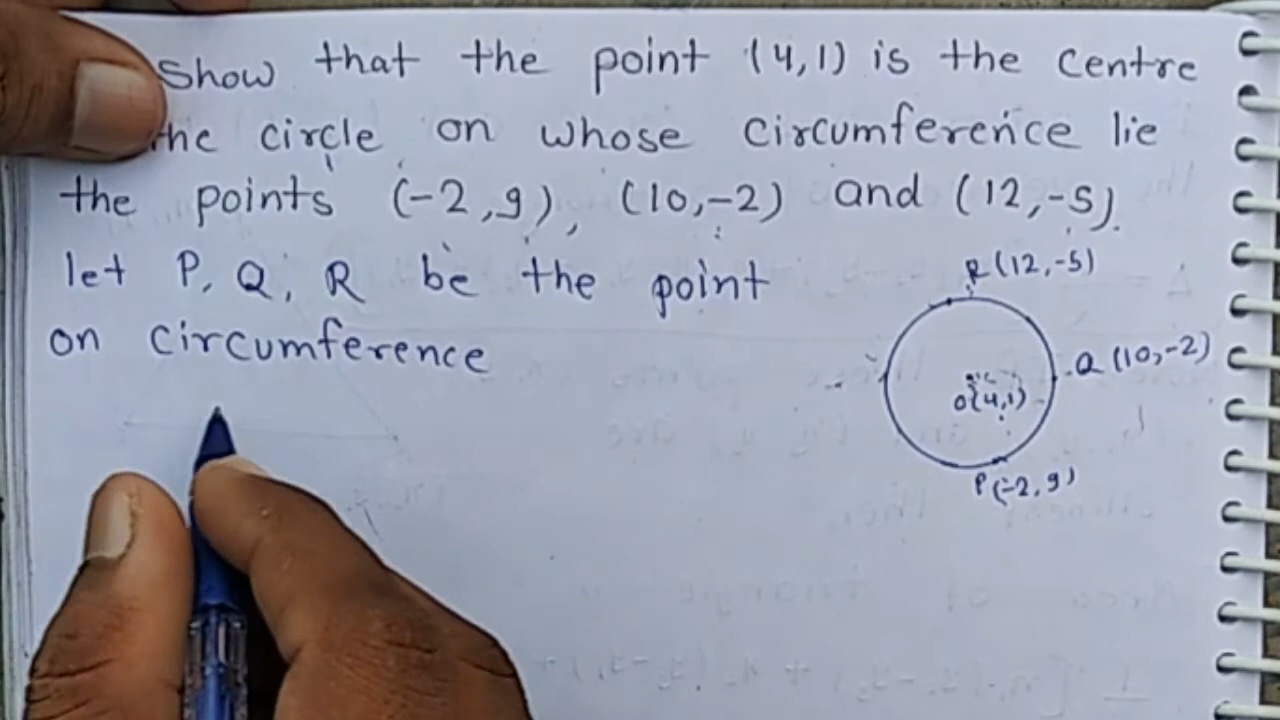 Show that the point (4,1) is the centre
the circle on whose circumference lie
the points (-2,9), (10,-2) and (12,-5).
let P, Q, R be the point
on circumference
R(12,-5)
Q (10,-2)
O(4,1)
P(-2,9)